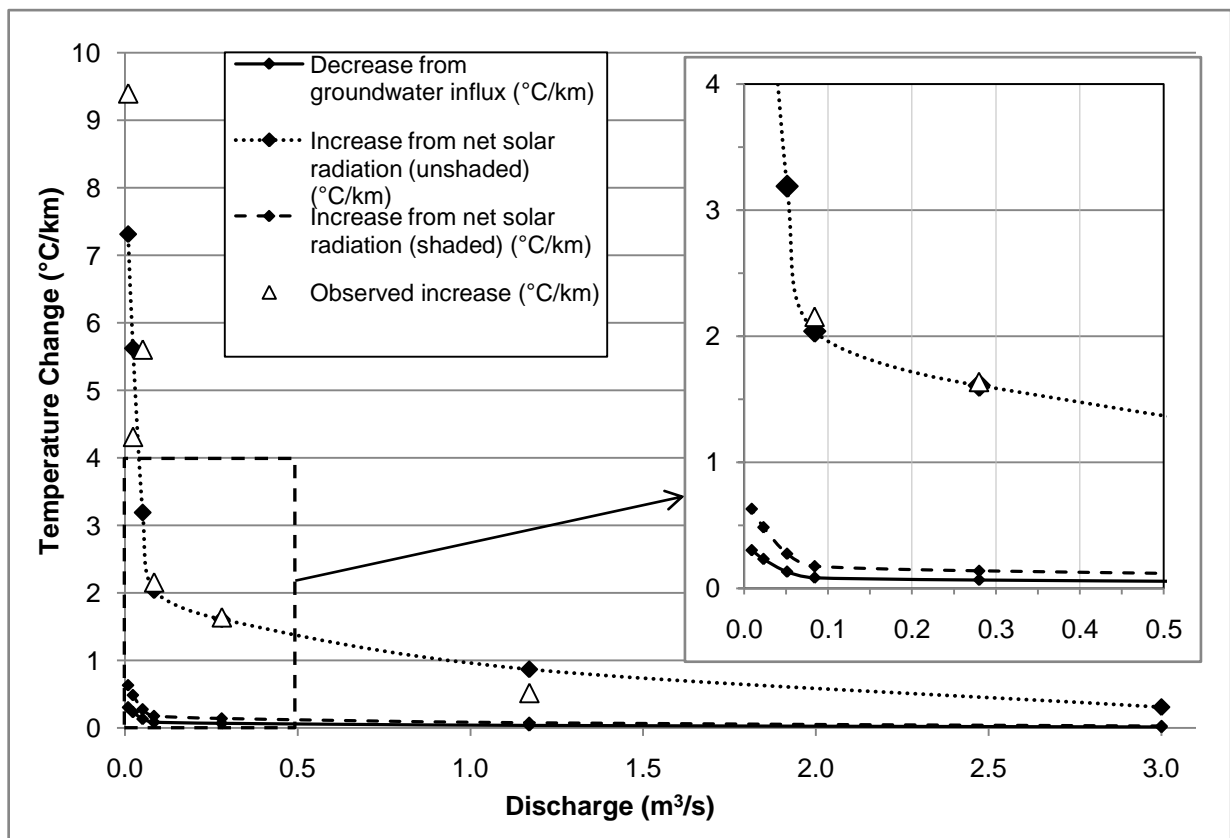 Temperature Change (°C/km)
10
9
8
7
6
5
4
3
2
1
0
0.0 0.5 1.0 1.5 2.0 2.5 3.0
Discharge (m³/s)
Decrease from
groundwater influx (°C/km)
Increase from net solar
radiation (unshaded)
(°C/km)
Increase from net solar
radiation (shaded) (°C/km)
Observed increase (°C/km)
4
3
2
1
0
0.0 0.1 0.2 0.3 0.4 0.5